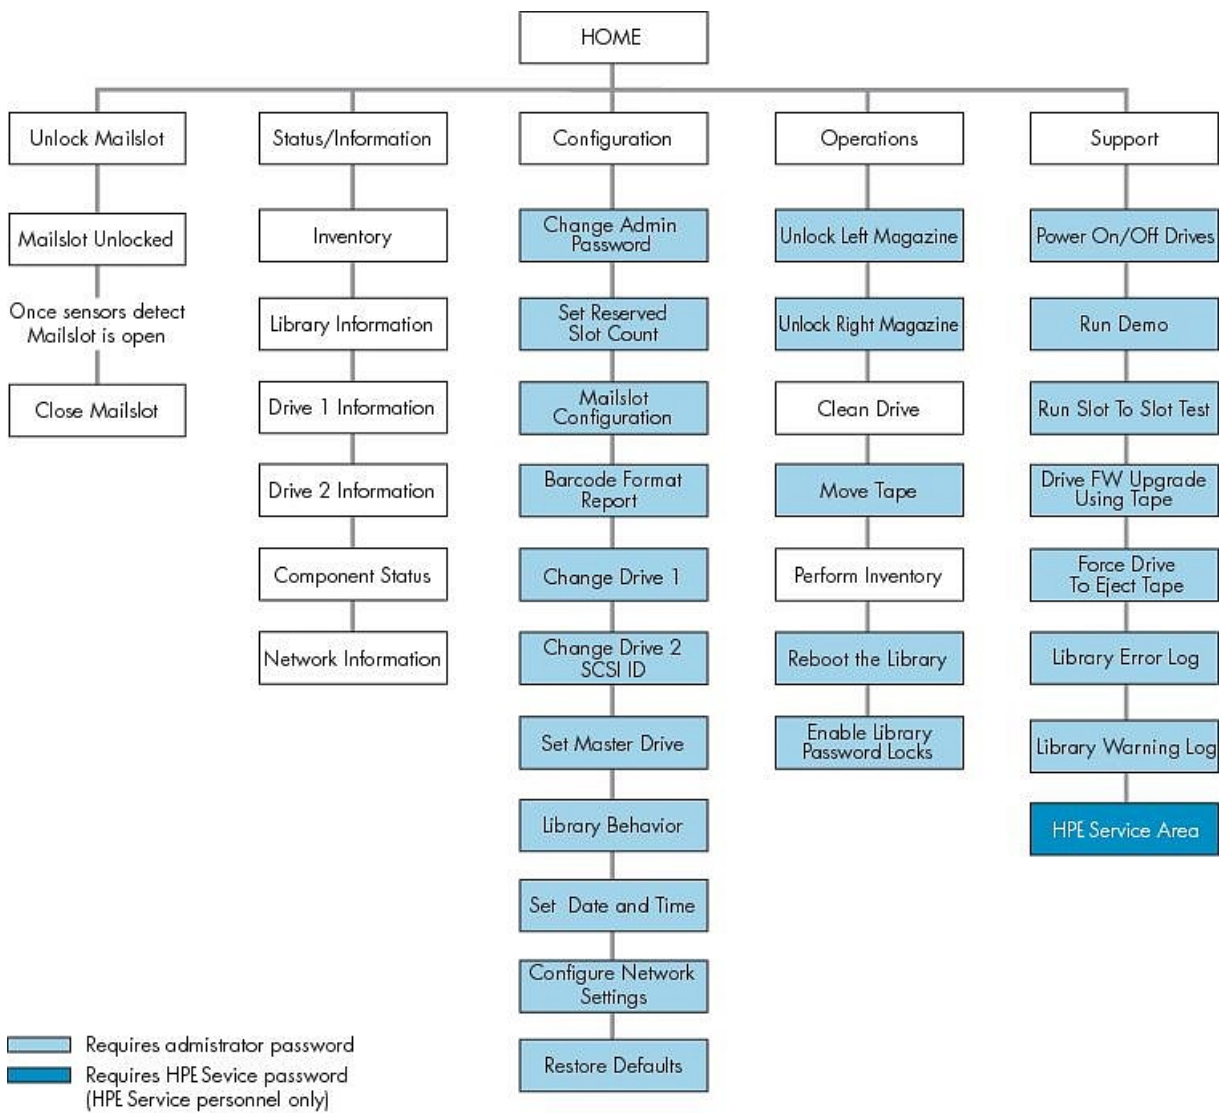 HOME
Unlock Mailslot
Mailslot Unlocked
Once sensors detect
Mailslot is open
Close Mailslot
Status/Information
Inventory
Library Information
Drive 1 Information
Drive 2 Information
Component Status
Network Information
Configuration
Change Admin
Password
Set Reserved
Slot Count
Mailslot
Configuration
Barcode Format
Report
Change Drive 1
Change Drive 2
SCSI ID
Set Master Drive
Library Behavior
Set Date and Time
Configure Network
Settings
Restore Defaults
Operations
Unlock Left Magazine
Unlock Right Magazine
Clean Drive
Move Tape
Perform Inventory
Reboot the Library
Enable Library
Password Locks
Support
Power On/Off Drives
Run Demo
Run Slot To Slot Test
Drive FW Upgrade
Using Tape
Force Drive
To Eject Tape
Library Error Log
Library Warning Log
HPE Service Area
Requires admistrator password
Requires HPE Sevice password
(HPE Service personnel only)